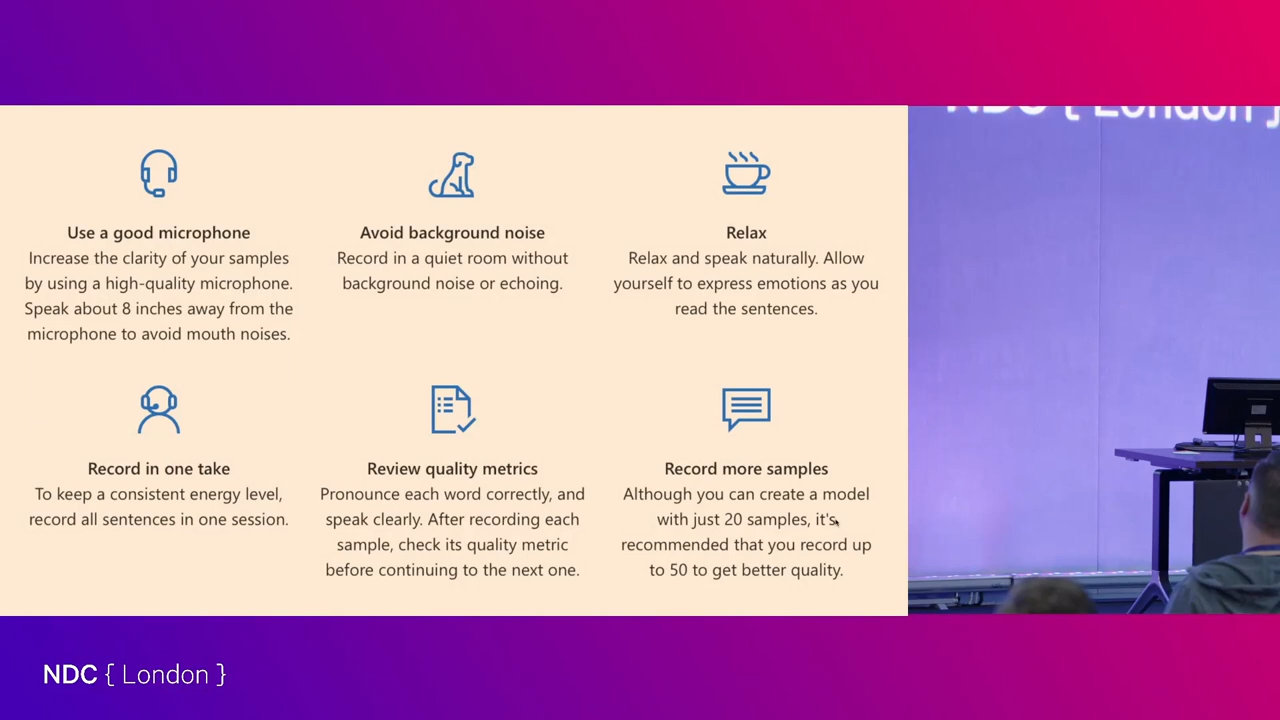 NDC { London }
Use a good microphone
Increase the clarity of your samples
by using a high-quality microphone.
Speak about 8 inches away from the
microphone to avoid mouth noises.
Avoid background noise
Record in a quiet room without
background noise or echoing.
Relax
Relax and speak naturally. Allow
yourself to express emotions as you
read the sentences.
Record in one take
To keep a consistent energy level,
record all sentences in one session.
Review quality metrics
Pronounce each word correctly, and
speak clearly. After recording each
sample, check its quality metric
before continuing to the next one.
Record more samples
Although you can create a model
with just 20 samples, it's
recommended that you record up
to 50 to get better quality.
NDC { London }